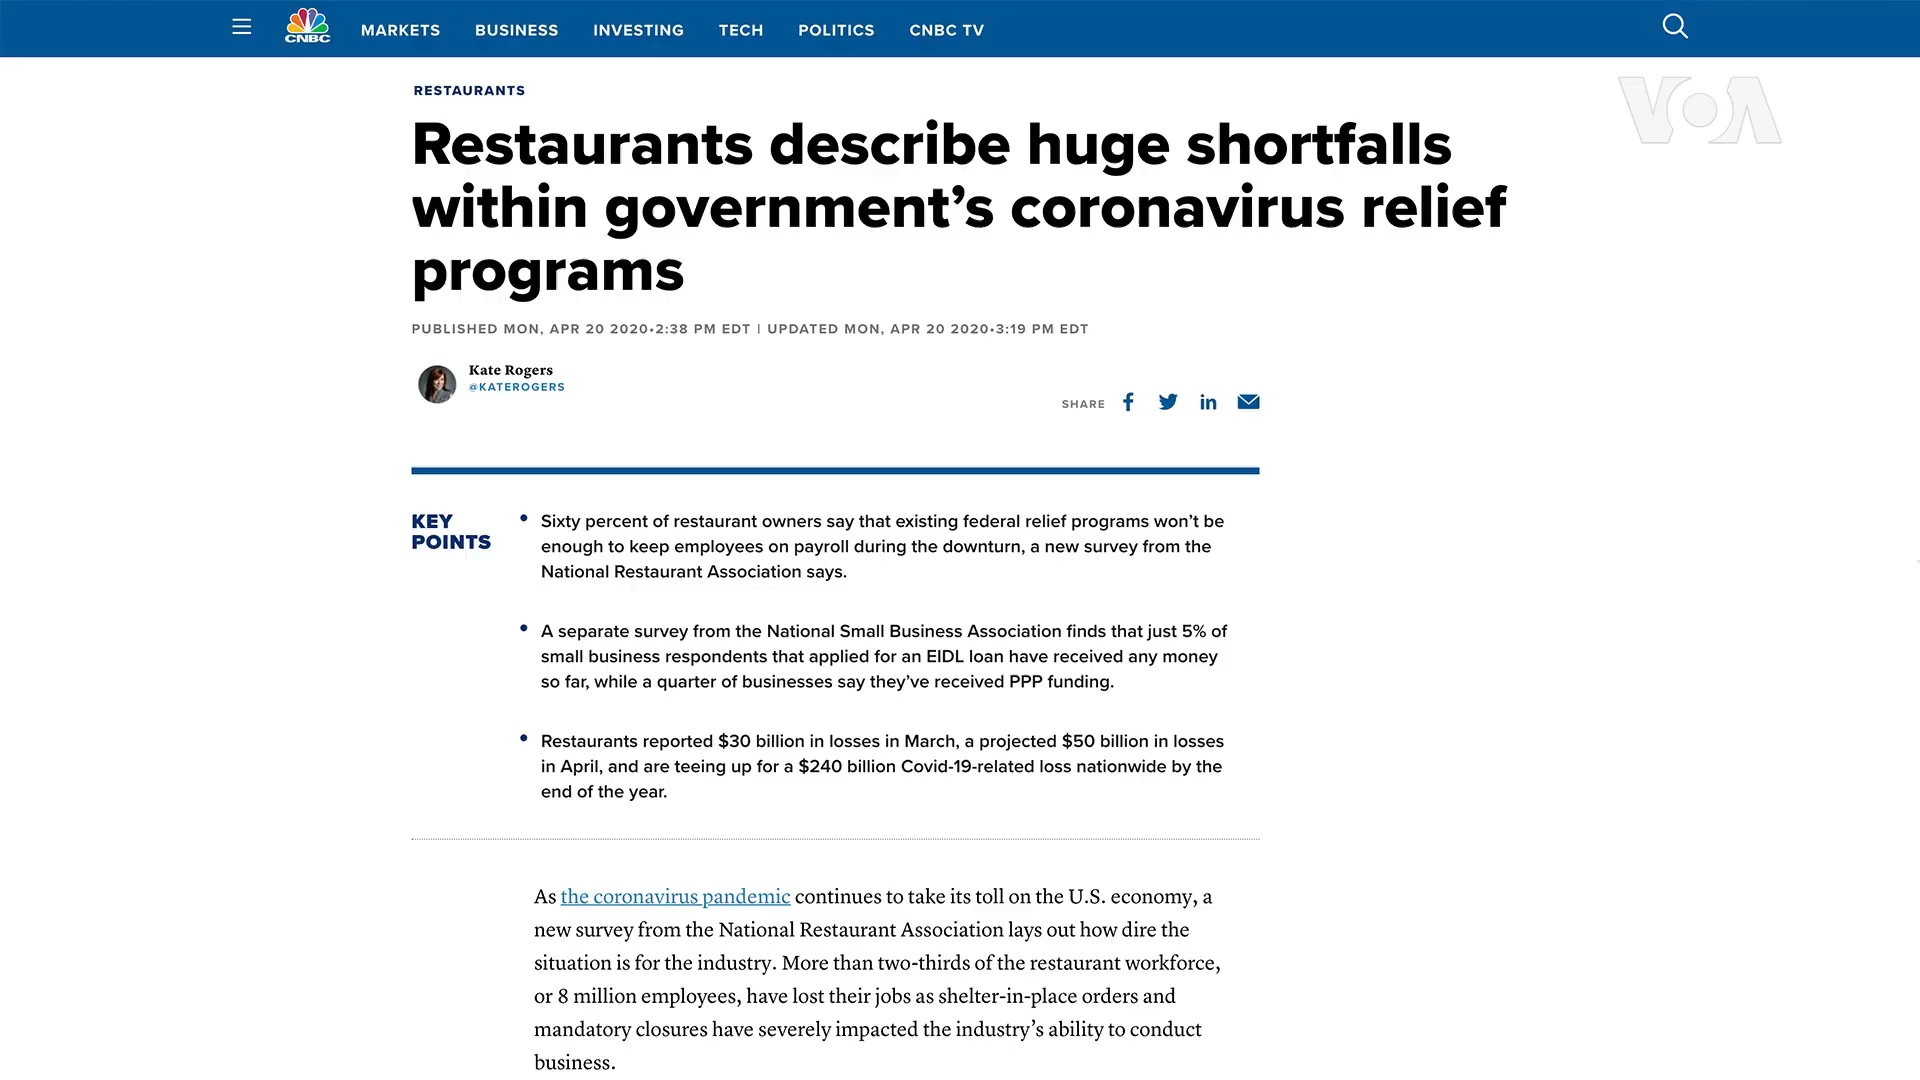 CNBC MARKETS BUSINESS INVESTING TECH POLITICS CNBC TV
VOA
RESTAURANTS
Restaurants describe huge shortfalls
within government’s coronavirus relief
programs
PUBLISHED MON, APR 20 2020•2:38 PM EDT | UPDATED MON, APR 20 2020•3:19 PM EDT
Kate Rogers
@KATEROGERS
SHARE f in
KEY
POINTS
• Sixty percent of restaurant owners say that existing federal relief programs won’t be
enough to keep employees on payroll during the downturn, a new survey from the
National Restaurant Association says.
• A separate survey from the National Small Business Association finds that just 5% of
small business respondents that applied for an EIDL loan have received any money
so far, while a quarter of businesses say they’ve received PPP funding.
• Restaurants reported $30 billion in losses in March, a projected $50 billion in losses
in April, and are teeing up for a $240 billion Covid-19-related loss nationwide by the
end of the year.
As the coronavirus pandemic continues to take its toll on the U.S. economy, a
new survey from the National Restaurant Association lays out how dire the
situation is for the industry. More than two-thirds of the restaurant workforce,
or 8 million employees, have lost their jobs as shelter-in-place orders and
mandatory closures have severely impacted the industry’s ability to conduct
business.